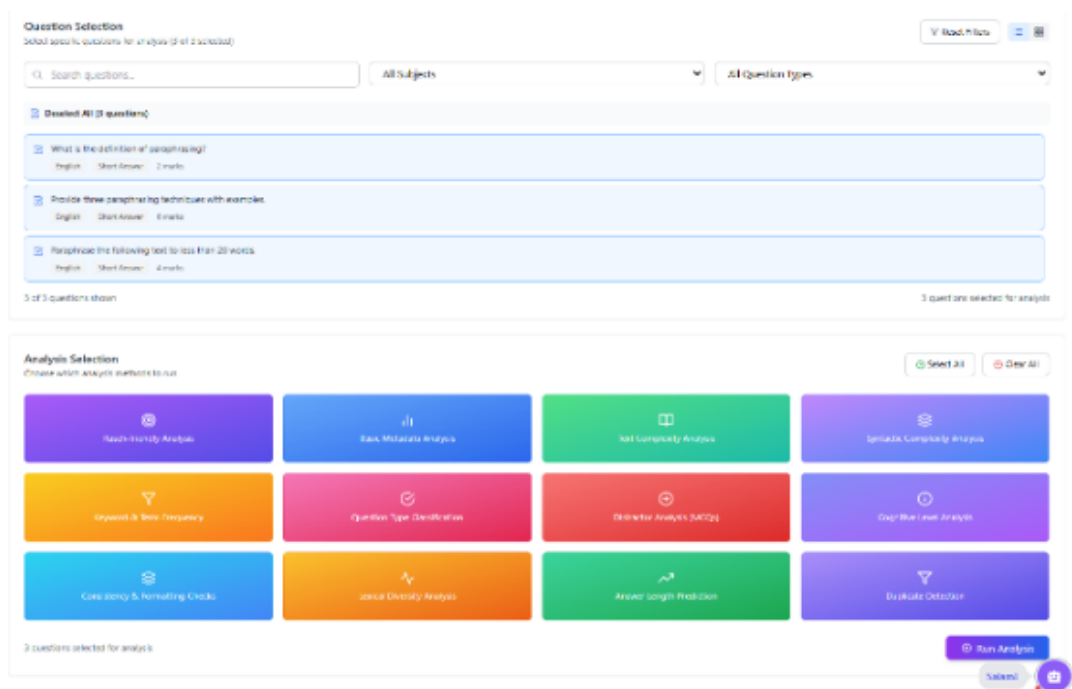 Question Selection
Select specific questions for analysis (3 of 3 selected)
Reset Filters
Search questions...
All Subjects
All Question Types
Deselect All (3 questions)
What is the definition of paraphrasing?
English Short Answer 2 marks
Provide three paraphrasing techniques with examples.
English Short Answer marks
Paraphrase the following text to less than 20 words.
English Short Answer 4 marks
3 of 3 questions shown
3 questions selected for analysis
Analysis Selection
Choose which analysis methods to run
Select All
Clear All
Rasch-friendly Analysis
Basic Metadata Analysis
Text Complexity Analysis
Syntactic Complexity Analysis
Keyword & Term Frequency
Question Type Classification
Distractor Analysis (MCQs)
Cognitive Level Analysis
Consistency & Formatting Checks
Lexical Diversity Analysis
Answer Length Prediction
Duplicate Detection
3 questions selected for analysis
Run Analysis